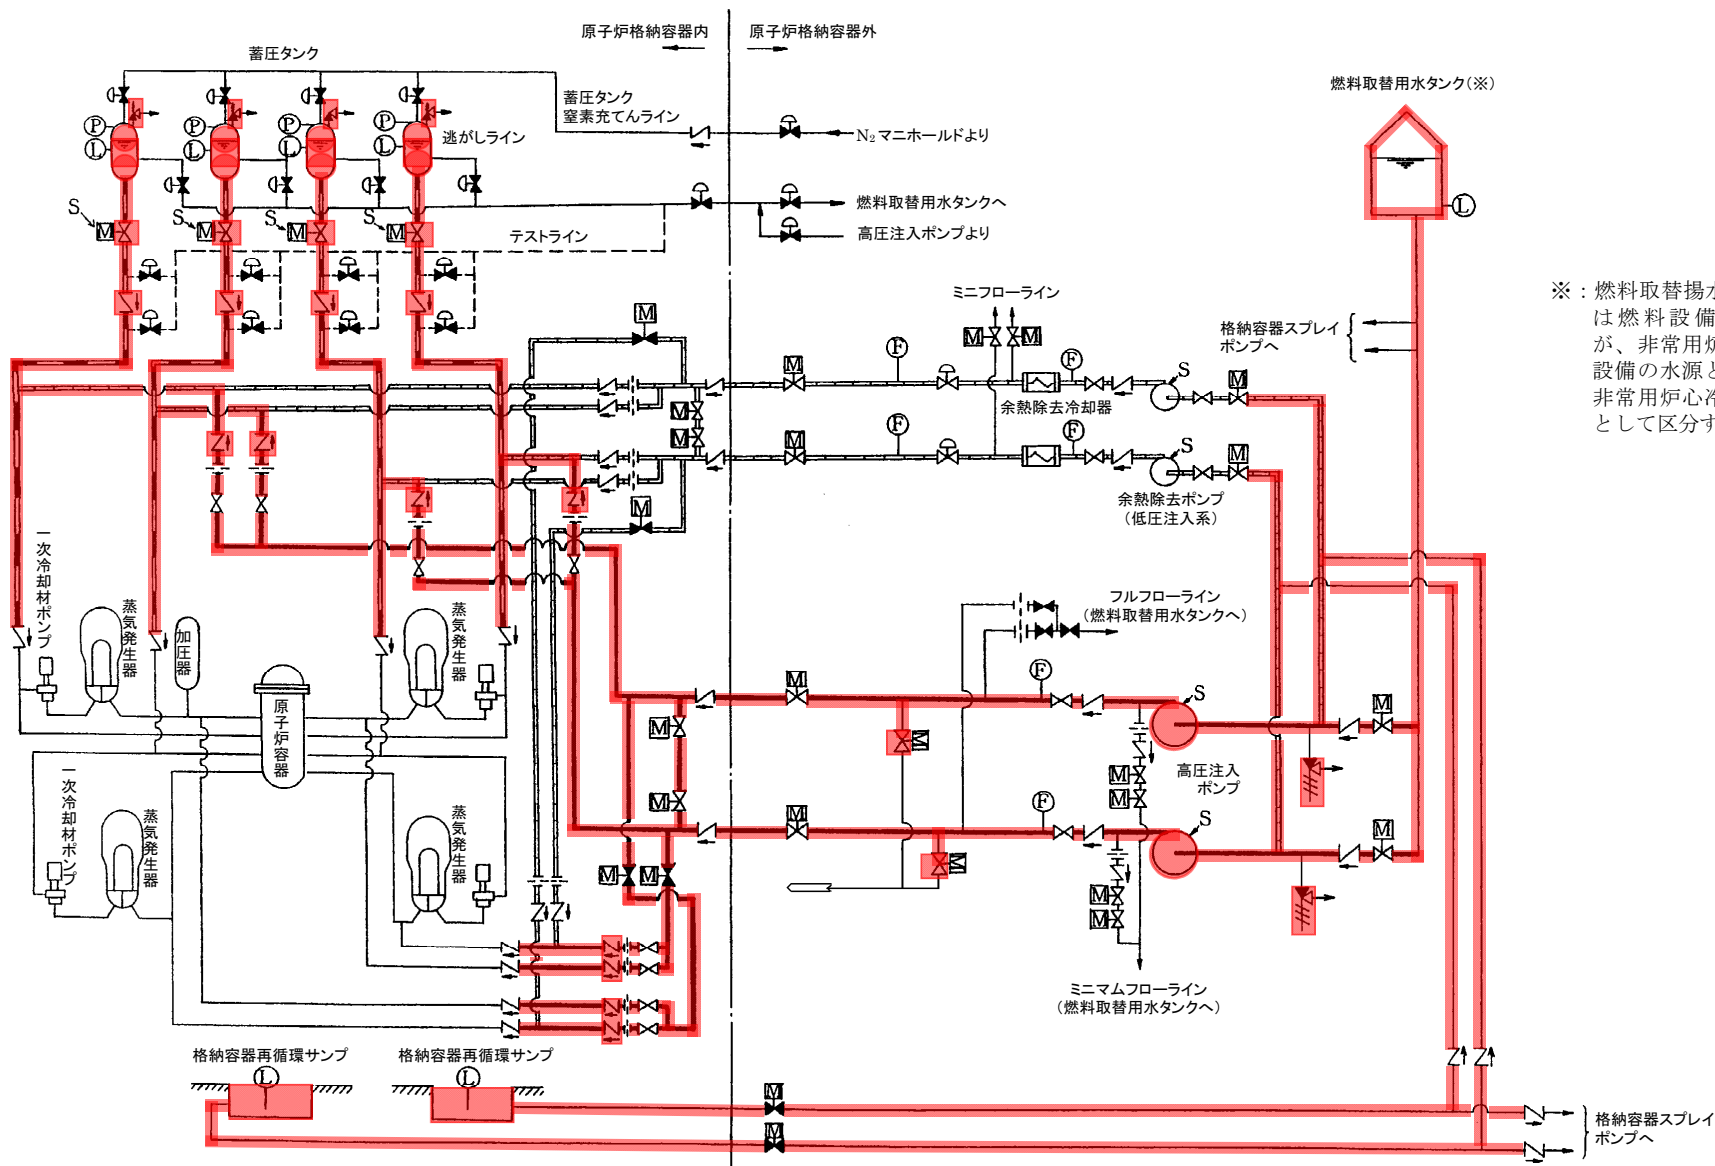 原子炉格納容器内
原子炉格納容器外
蓄圧タンク
燃料取替用水タンク(※)
蓄圧タンク
窒素充てんライン
P
P
P
P
L
L
L
L
逃がしライン
N₂マニホールドより
燃料取替用水タンクへ
高圧注入ポンプより
L
S
S
S
S
M
M
M
M
テストライン
※：燃料取替揚水
は燃料設備
が、非常用炉
設備の水源と
非常用炉心冷
として区分す
ミニフローライン
格納容器スプレイ
ポンプへ
M
M
M
M
F
F
S
M
M
M
余熱除去冷却器
M
F
F
S
M
M
余熱除去ポンプ
(低圧注入系)
一次冷却材ポンプ
蒸気発生器
加圧器
蒸気発生器
原子炉容器
フルフローライン
(燃料取替用水タンクへ)
M
F
S
M
M
M
M
M
高圧注入
ポンプ
M
M
F
S
M
M
M
M
M
M
一次冷却材ポンプ
蒸気発生器
蒸気発生器
ミニマムフローライン
(燃料取替用水タンクへ)
格納容器再循環サンプ
格納容器再循環サンプ
L
L
M
M
格納容器スプレイ
ポンプへ